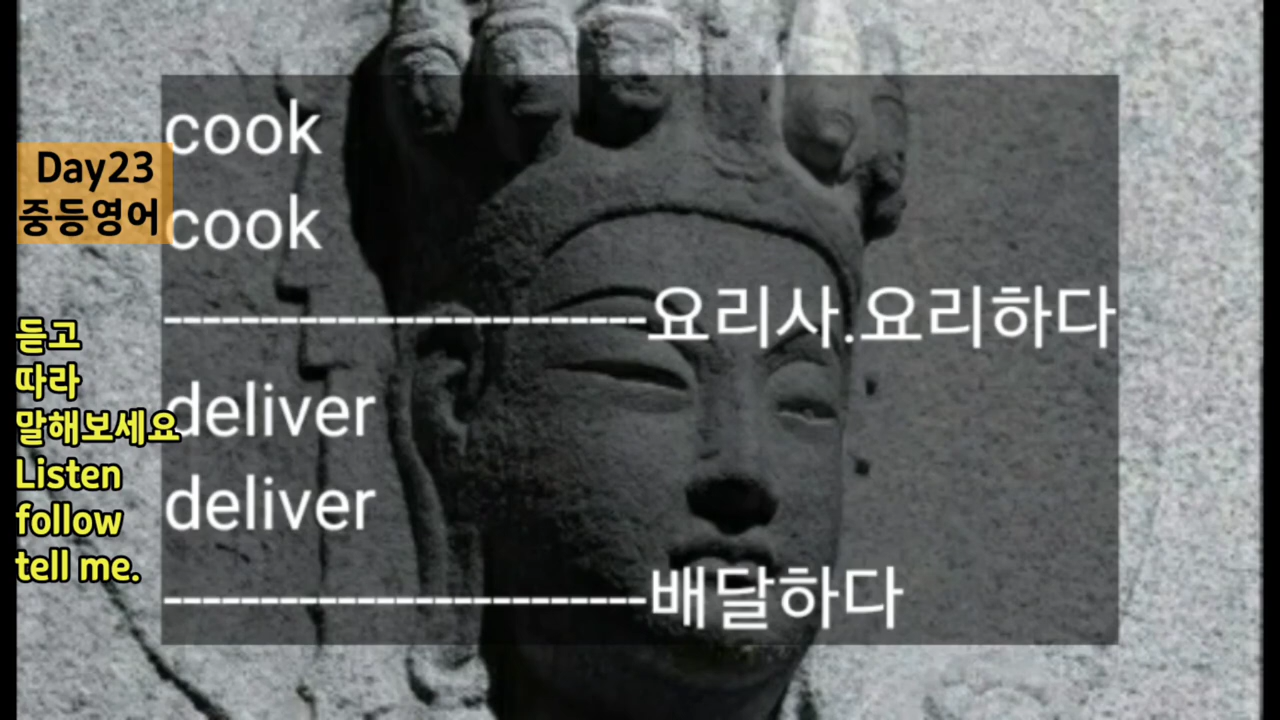 Day23
중등영어
듣고
따라
말해보세요
Listen
follow
tell me.
cook
cook
-------------------------요리사.요리하다
deliver
deliver
-------------------------배달하다